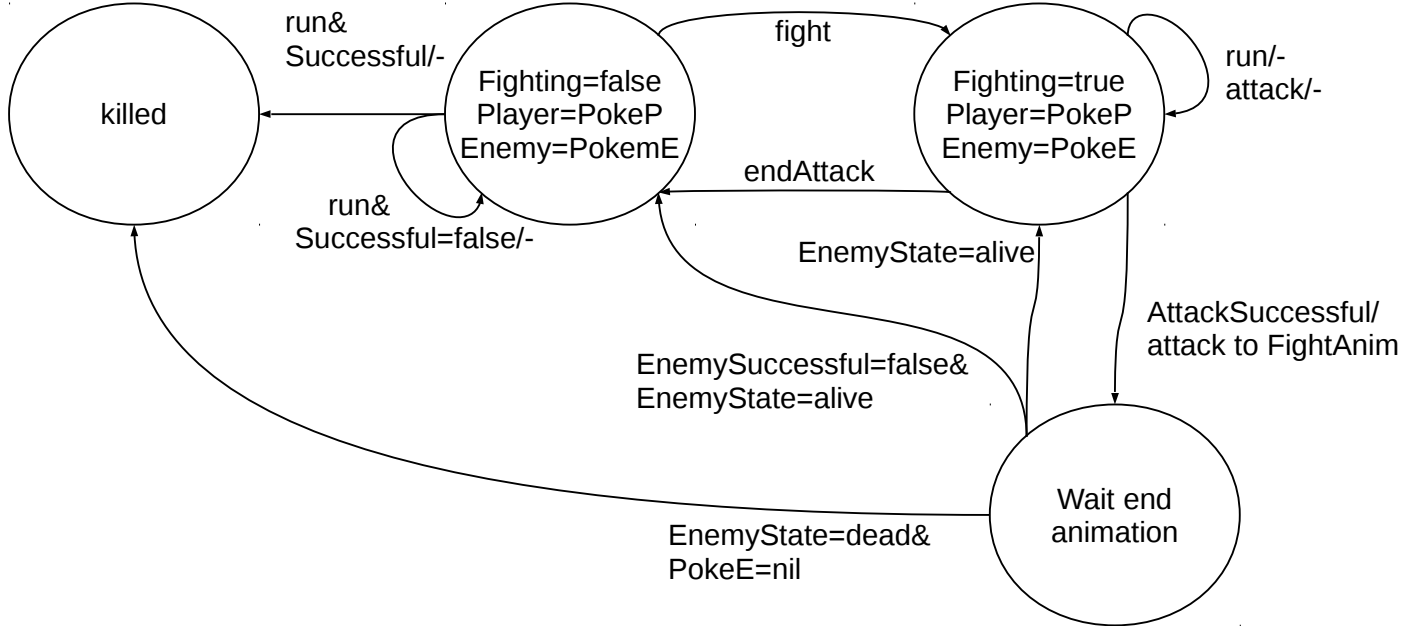 run&
Successful/-
killed
Fighting=false
Player=PokeP
Enemy=PokemE
fight
Fighting=true
Player=PokeP
Enemy=PokeE
run/-
attack/-
run&
Successful=false/-
endAttack
EnemyState=alive
AttackSuccessful/
attack to FightAnim
EnemySuccessful=false&
EnemyState=alive
Wait end
animation
EnemyState=dead&
PokeE=nil